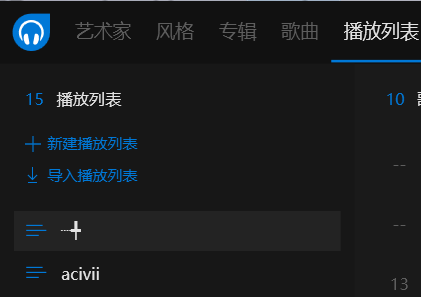 艺术家 风格 专辑 歌曲 播放列表
15 播放列表
10
新建播放列表
导入播放列表
--
--
acivii
13